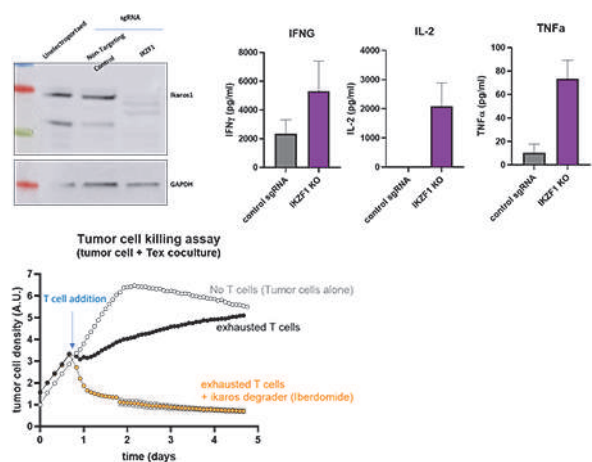 sgRNA
Unelectroporated
Non-Targeting
Control
IKZF1
Ikaros1
GAPDH
IFNG
IFNγ (pg/ml)
8000
6000
4000
2000
0
control sgRNA
IKZF1 KO
IL-2
IL-2 (pg/ml)
4000
3000
2000
1000
0
control sgRNA
IKZF1 KO
TNFa
TNFα (pg/ml)
100
80
60
40
20
0
control sgRNA
IKZF1 KO
Tumor cell killing assay
(tumor cell + Tex coculture)
tumor cell density (A.U.)
7
6
5
4
3
2
1
0
T cell addition
No T cells (Tumor cells alone)
exhausted T cells
exhausted T cells
+ ikaros degrader (Iberdomide)
0
1
2
3
4
5
time (days